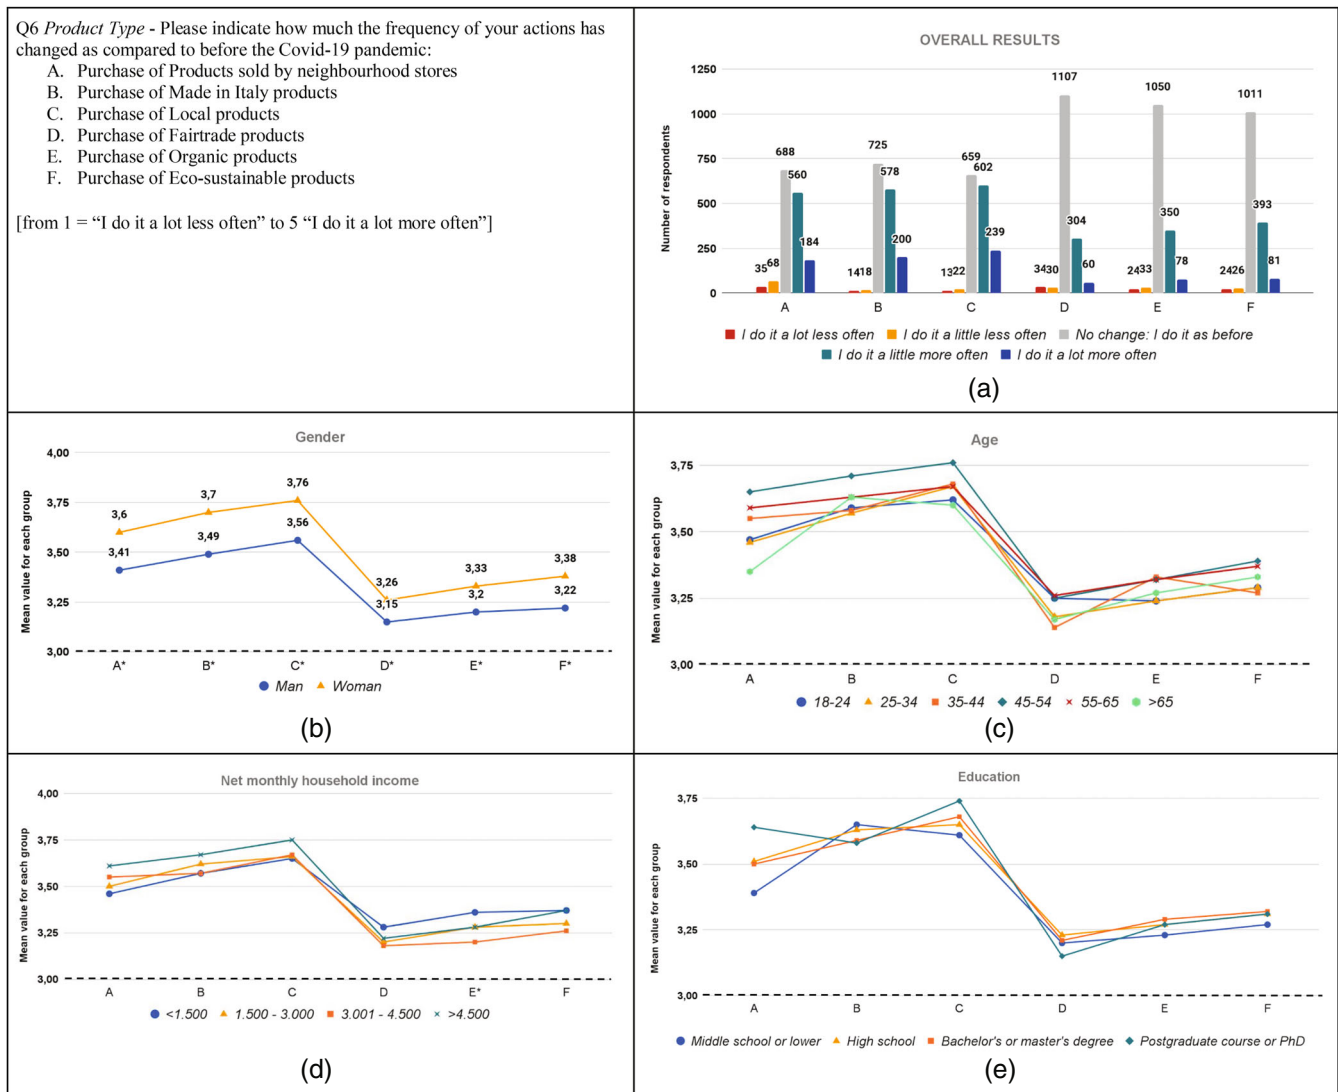 Q6 Product Type - Please indicate how much the frequency of your actions has
changed as compared to before the Covid-19 pandemic:
A. Purchase of Products sold by neighbourhood stores
B. Purchase of Made in Italy products
C. Purchase of Local products
D. Purchase of Fairtrade products
E. Purchase of Organic products
F. Purchase of Eco-sustainable products
[from 1 = “I do it a lot less often” to 5 “I do it a lot more often”]
OVERALL RESULTS
Number of respondents
1250
1000
750
500
250
0
35 68 688 560 184
14 18 725 578 200
13 22 659 602 239
34 30 1107 304 60
24 33 1050 350 78
24 26 1011 393 81
A B C D E F
I do it a lot less often I do it a little less often No change: I do it as before
I do it a little more often I do it a lot more often
(a)
Gender
Mean value for each group
4,00
3,75
3,50
3,25
3,00
3,6 3,7 3,76 3,26 3,33 3,38
3,41 3,49 3,56 3,15 3,2 3,22
A* B* C* D* E* F*
Man Woman
(b)
Age
Mean value for each group
3,75
3,50
3,25
3,00
A B C D E F
18-24 25-34 35-44 45-54 55-65 >65
(c)
Net monthly household income
Mean value for each group
4,00
3,75
3,50
3,25
3,00
A B C D E* F
<1.500 1.500 - 3.000 3.001 - 4.500 >4.500
(d)
Education
Mean value for each group
3,75
3,50
3,25
3,00
A B C D E F
Middle school or lower High school Bachelor's or master's degree Postgraduate course or PhD
(e)